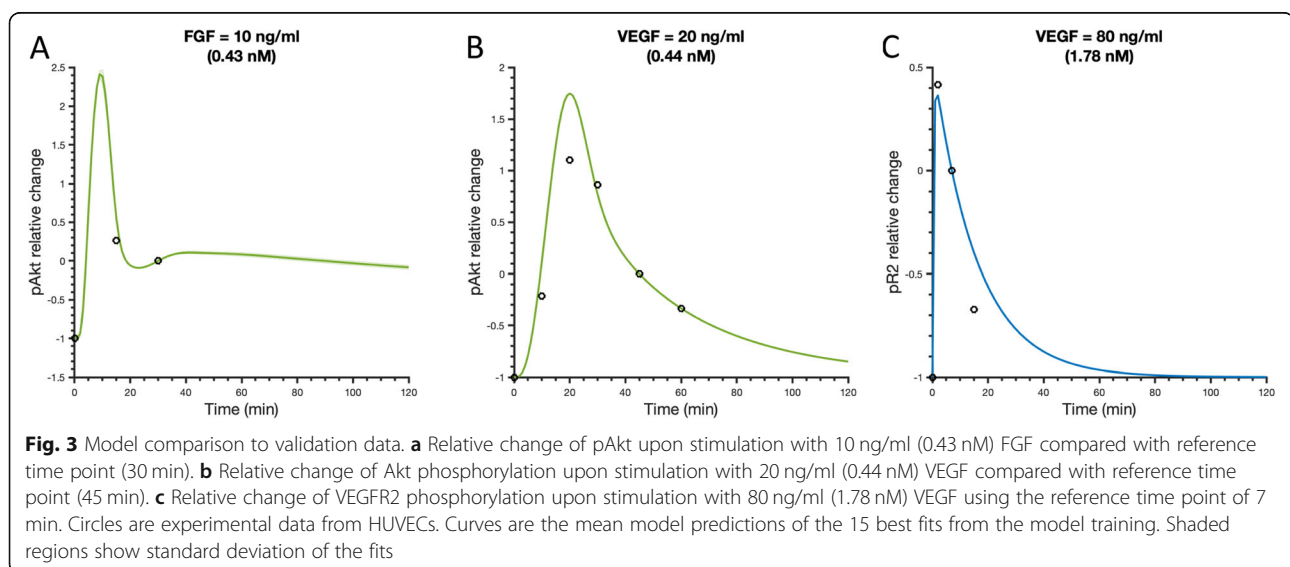 A
FGF = 10 ng/ml
(0.43 nM)
2.5
2
1.5
1
0.5
0
-0.5
-1
-1.5
pAkt relative change
0 20 40 60 80 100 120
Time (min)
B
VEGF = 20 ng/ml
(0.44 nM)
2
1.5
1
0.5
0
-0.5
-1
pAkt relative change
0 20 40 60 80 100 120
Time (min)
C
VEGF = 80 ng/ml
(1.78 nM)
0.5
0
-0.5
-1
pR2 relative change
0 20 40 60 80 100 120
Time (min)
Fig. 3 Model comparison to validation data. a Relative change of pAkt upon stimulation with 10 ng/ml (0.43 nM) FGF compared with reference
time point (30 min). b Relative change of Akt phosphorylation upon stimulation with 20 ng/ml (0.44 nM) VEGF compared with reference time
point (45 min). c Relative change of VEGFR2 phosphorylation upon stimulation with 80 ng/ml (1.78 nM) VEGF using the reference time point of 7
min. Circles are experimental data from HUVECs. Curves are the mean model predictions of the 15 best fits from the model training. Shaded
regions show standard deviation of the fits